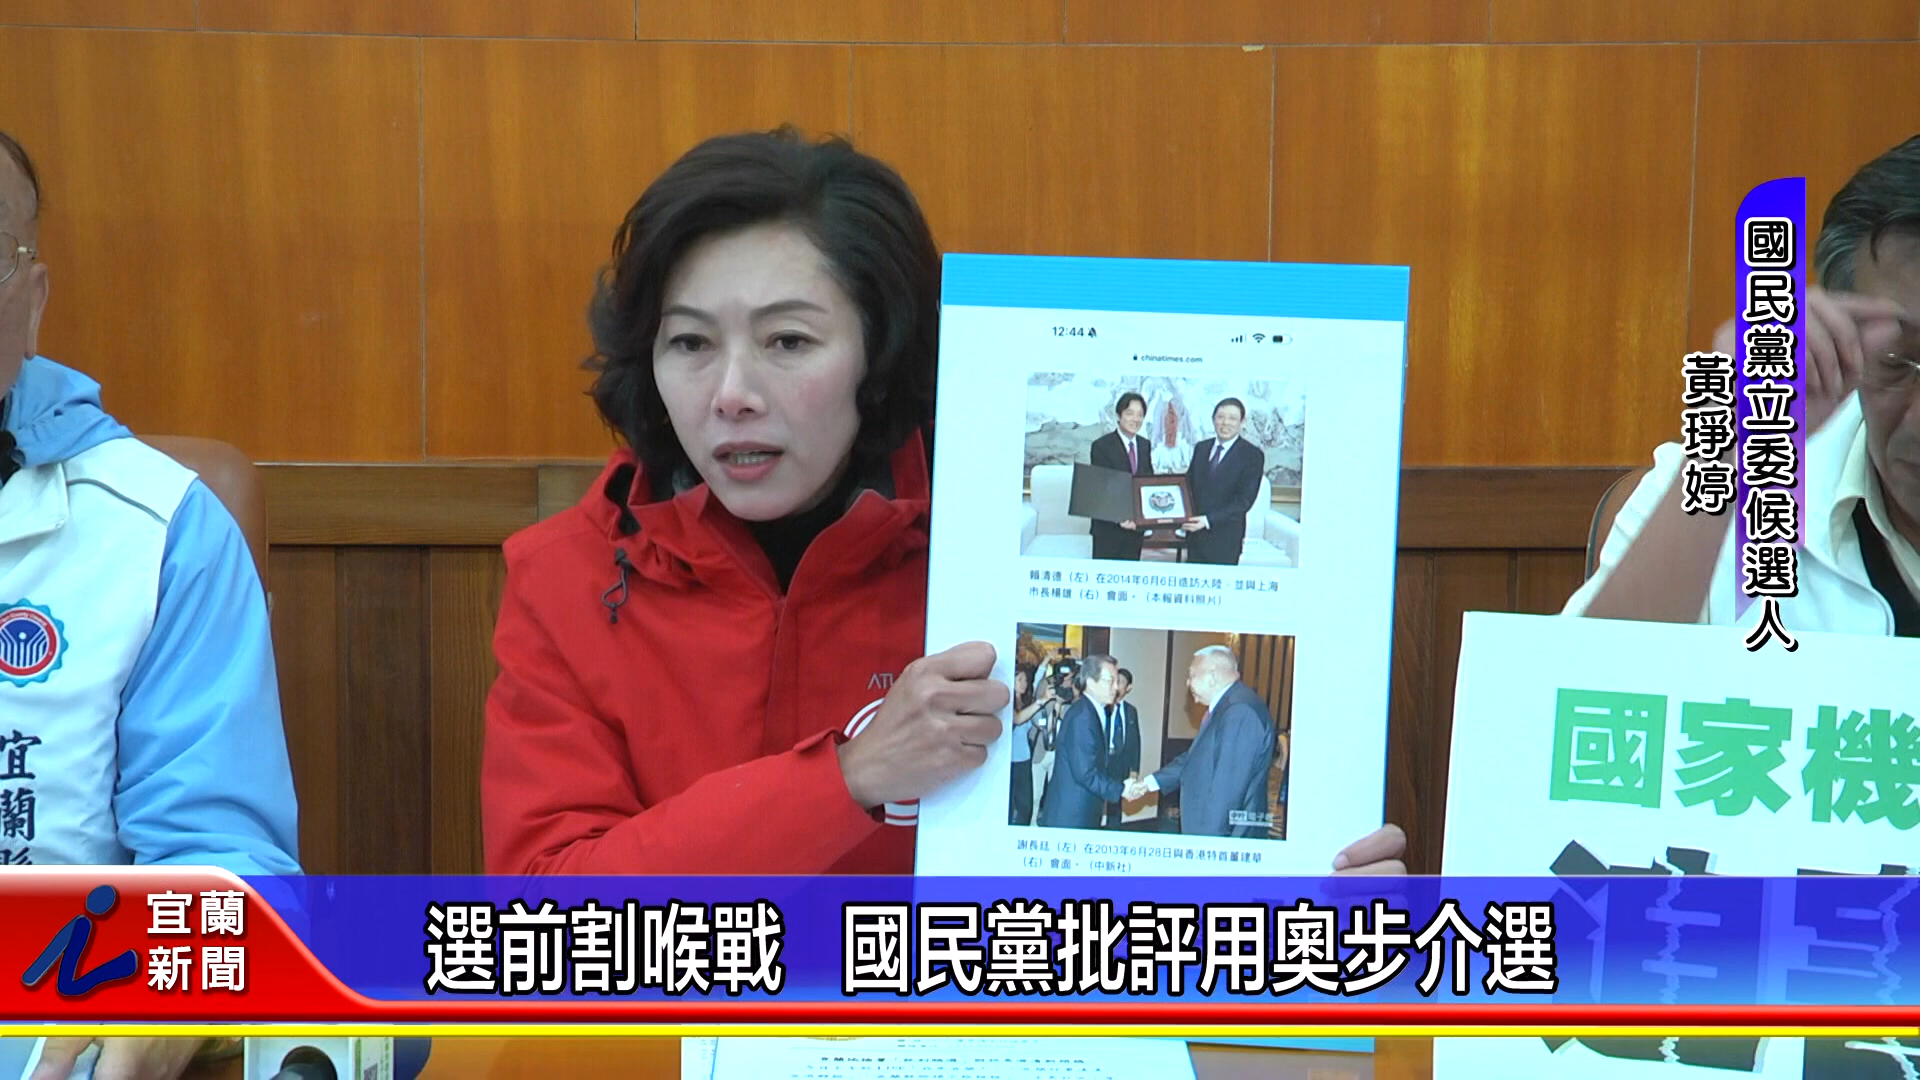 國民黨立委候選人
黃琤婷
12:44
chinatimes.com
賴清德（左）在2014年6月6日造訪大陸，並與上海
市長楊雄（右）會面。（本報資料照片）
謝長廷（左）在2013年6月28日與香港特首董建華
（右）會面。（中新社）
國家機
宜蘭縣
宜蘭
新聞
選前割喉戰 國民黨批評用奧步介選